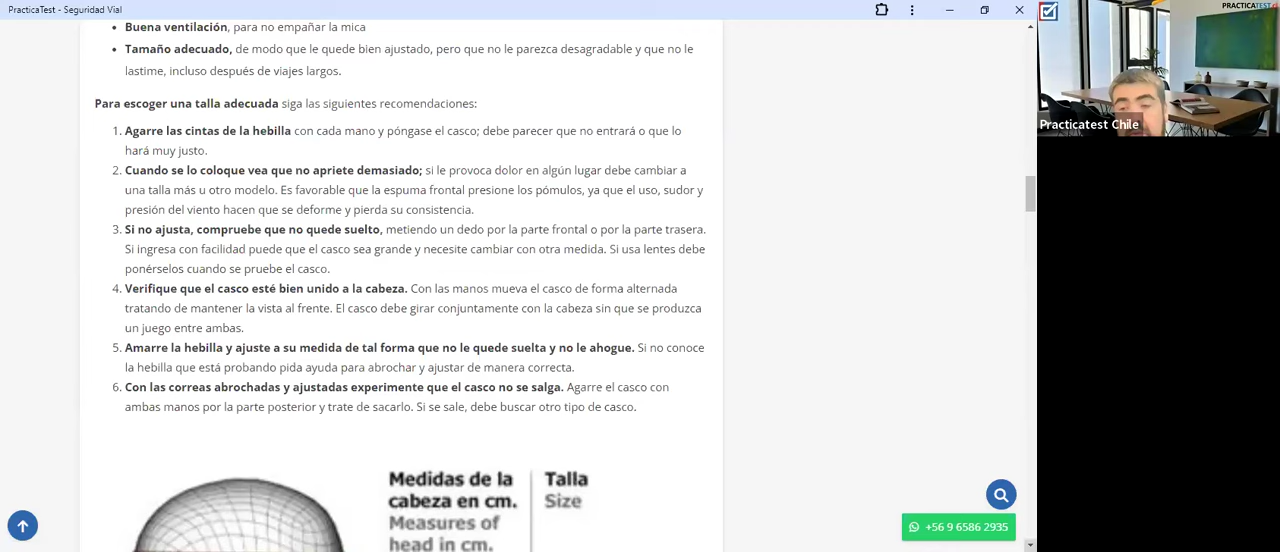 PracticaTest - Seguridad Vial
PRACTICATEST
• Buena ventilación, para no empañar la mica
• Tamaño adecuado, de modo que le quede bien ajustado, pero que no le parezca desagradable y que no le
lastime, incluso después de viajes largos.
Para escoger una talla adecuada siga las siguientes recomendaciones:
1. Agarre las cintas de la hebilla con cada mano y póngase el casco; debe parecer que no entrará o que lo
hará muy justo.
2. Cuando se lo coloque vea que no apriete demasiado; si le provoca dolor en algún lugar debe cambiar a
una talla más u otro modelo. Es favorable que la espuma frontal presione los pómulos, ya que el uso, sudor y
presión del viento hacen que se deforme y pierda su consistencia.
3. Si no ajusta, compruebe que no quede suelto, metiendo un dedo por la parte frontal o por la parte trasera.
Si ingresa con facilidad puede que el casco sea grande y necesite cambiar con otra medida. Si usa lentes debe
ponérselos cuando se pruebe el casco.
4. Verifique que el casco esté bien unido a la cabeza. Con las manos mueva el casco de forma alternada
tratando de mantener la vista al frente. El casco debe girar conjuntamente con la cabeza sin que se produzca
un juego entre ambas.
5. Amarre la hebilla y ajuste a su medida de tal forma que no le quede suelta y no le ahogue. Si no conoce
la hebilla que está probando pida ayuda para abrochar y ajustar de manera correcta.
6. Con las correas abrochadas y ajustadas experimente que el casco no se salga. Agarre el casco con
ambas manos por la parte posterior y trate de sacarlo. Si se sale, debe buscar otro tipo de casco.
Medidas de la
cabeza en cm.
Measures of
head in cm.
Talla
Size
+56 9 6586 2935
Practicatest Chile